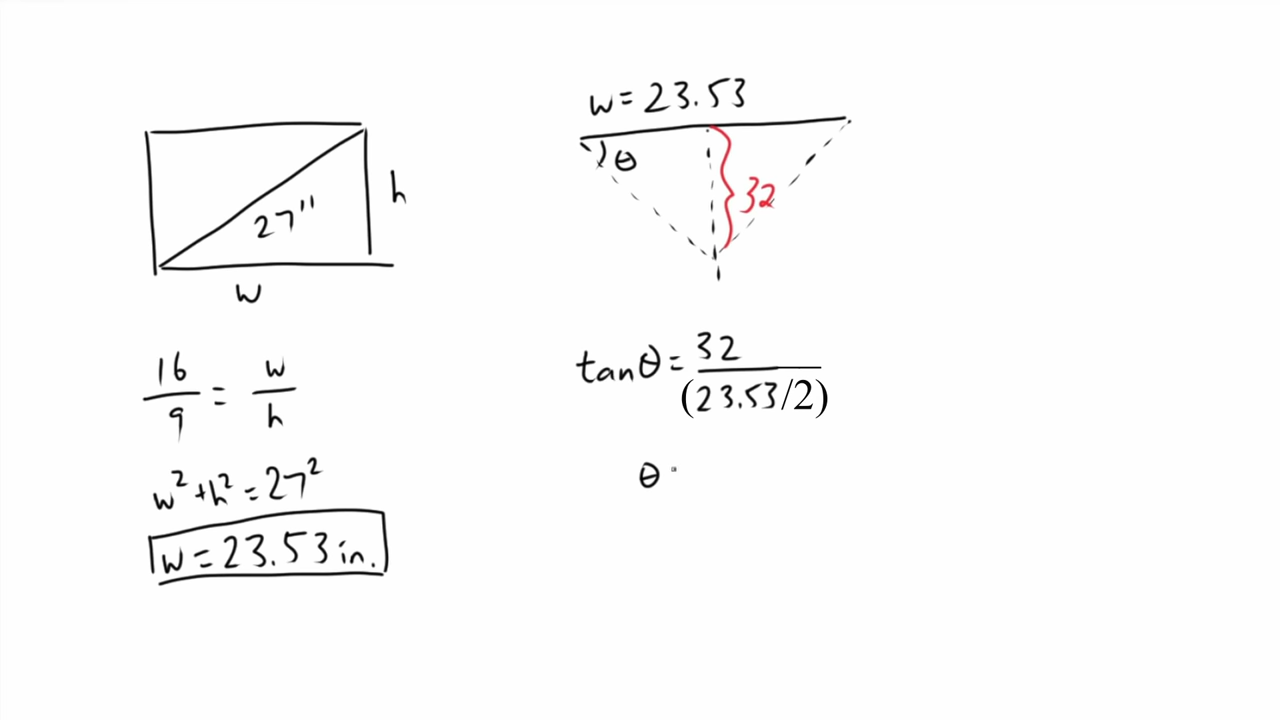 27"
h
w
16/9 = w/h
w² + h² = 27²
w = 23.53 in.
w = 23.53
θ
32
tanθ = 32/(23.53/2)
θ